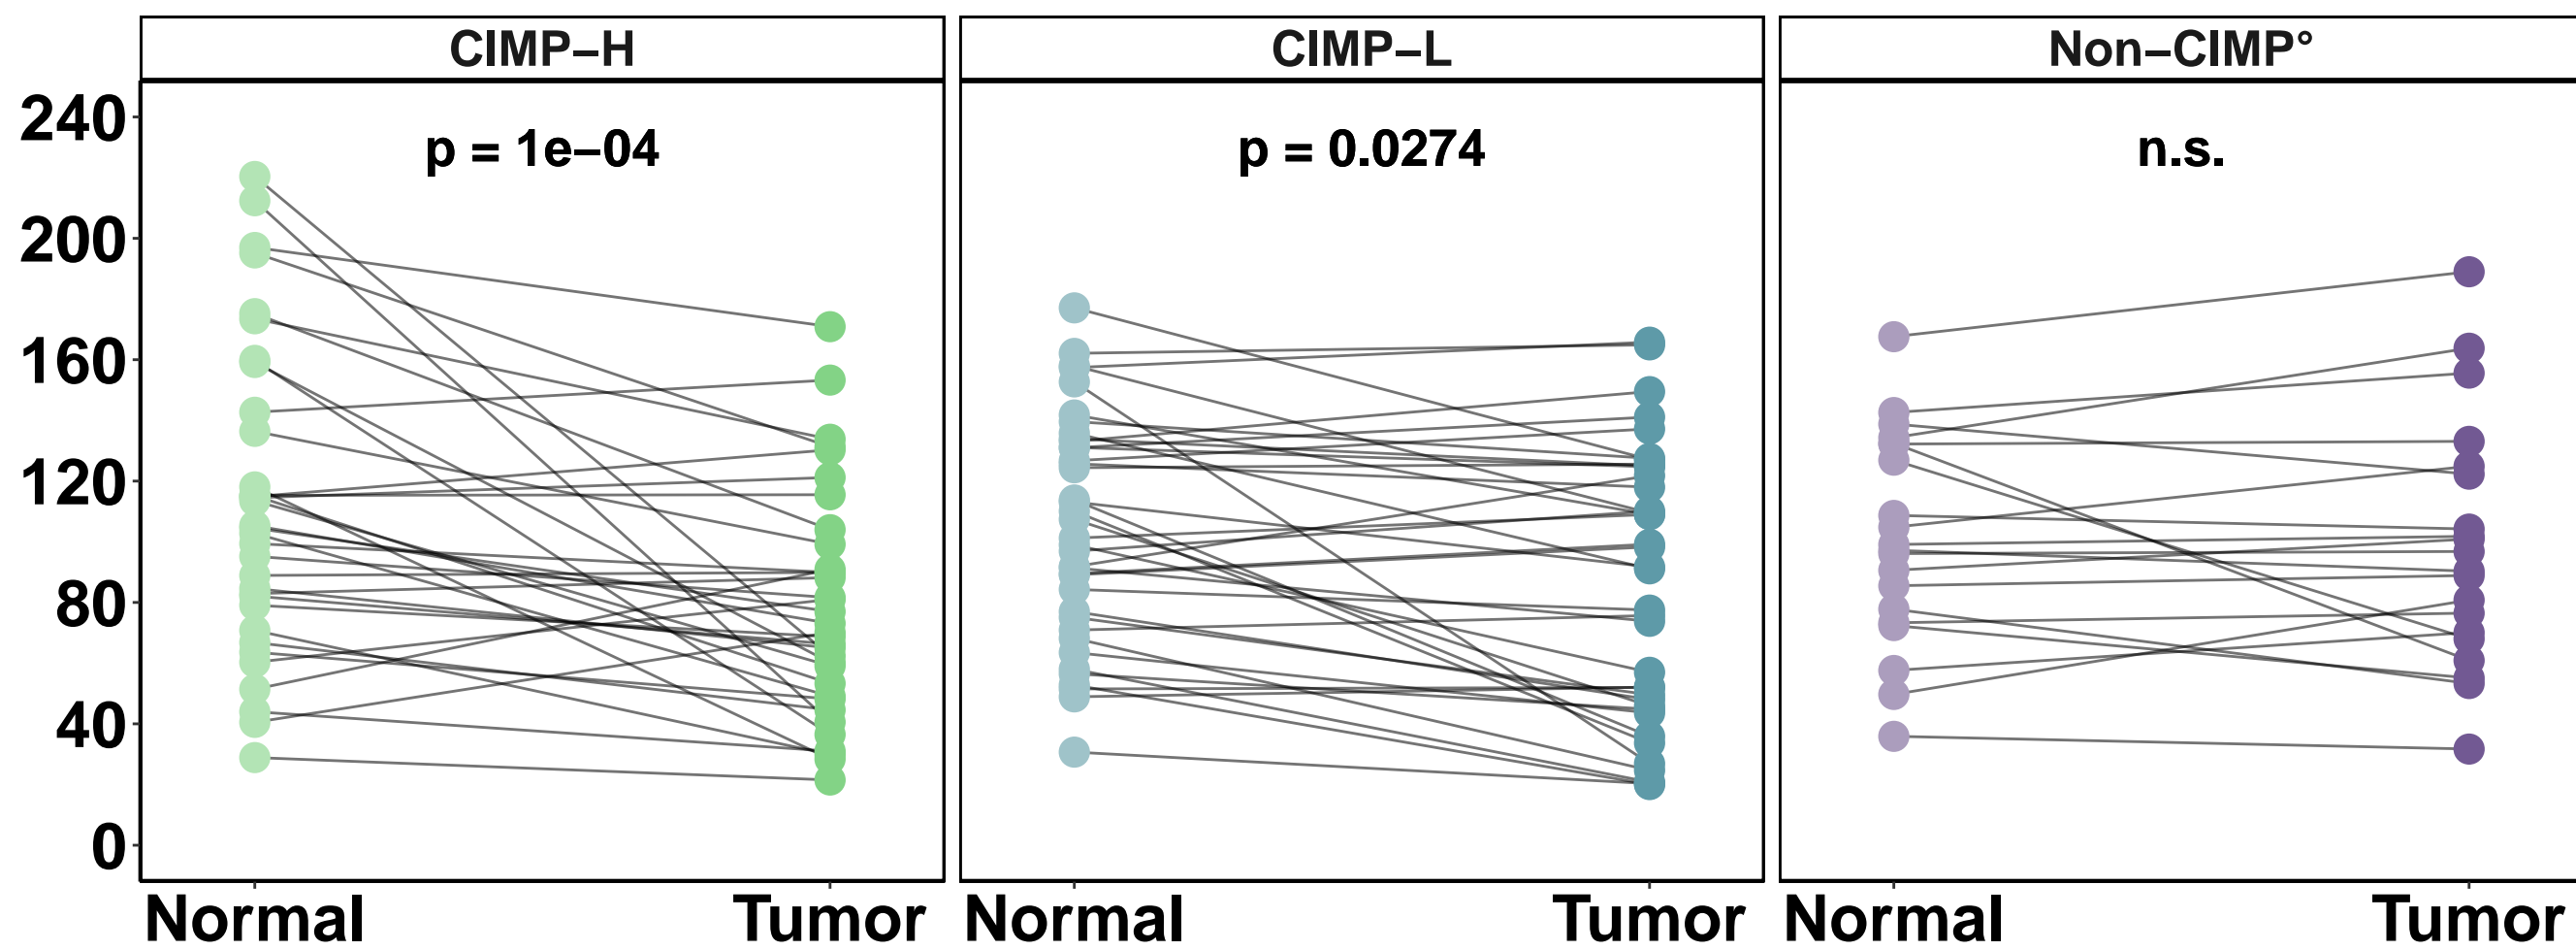 CIMP–H
CIMP–L
Non–CIMP°
240
200
160
120
80
40
0
p = 1e–04
p = 0.0274
n.s.
Normal
Tumor
Normal
Tumor
Normal
Tumor